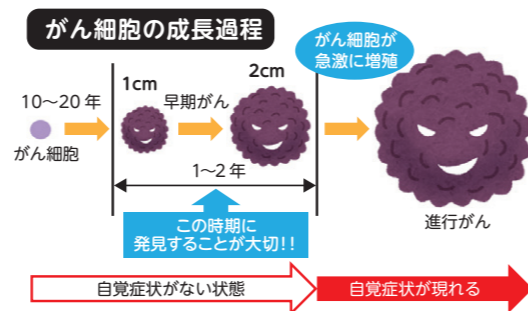 がん細胞の成長過程
がん細胞が
急激に増殖
10〜20年
がん細胞
1cm
早期がん
2cm
1〜2年
進行がん
この時期に
発見することが大切!!
自覚症状がない状態
自覚症状が現れる